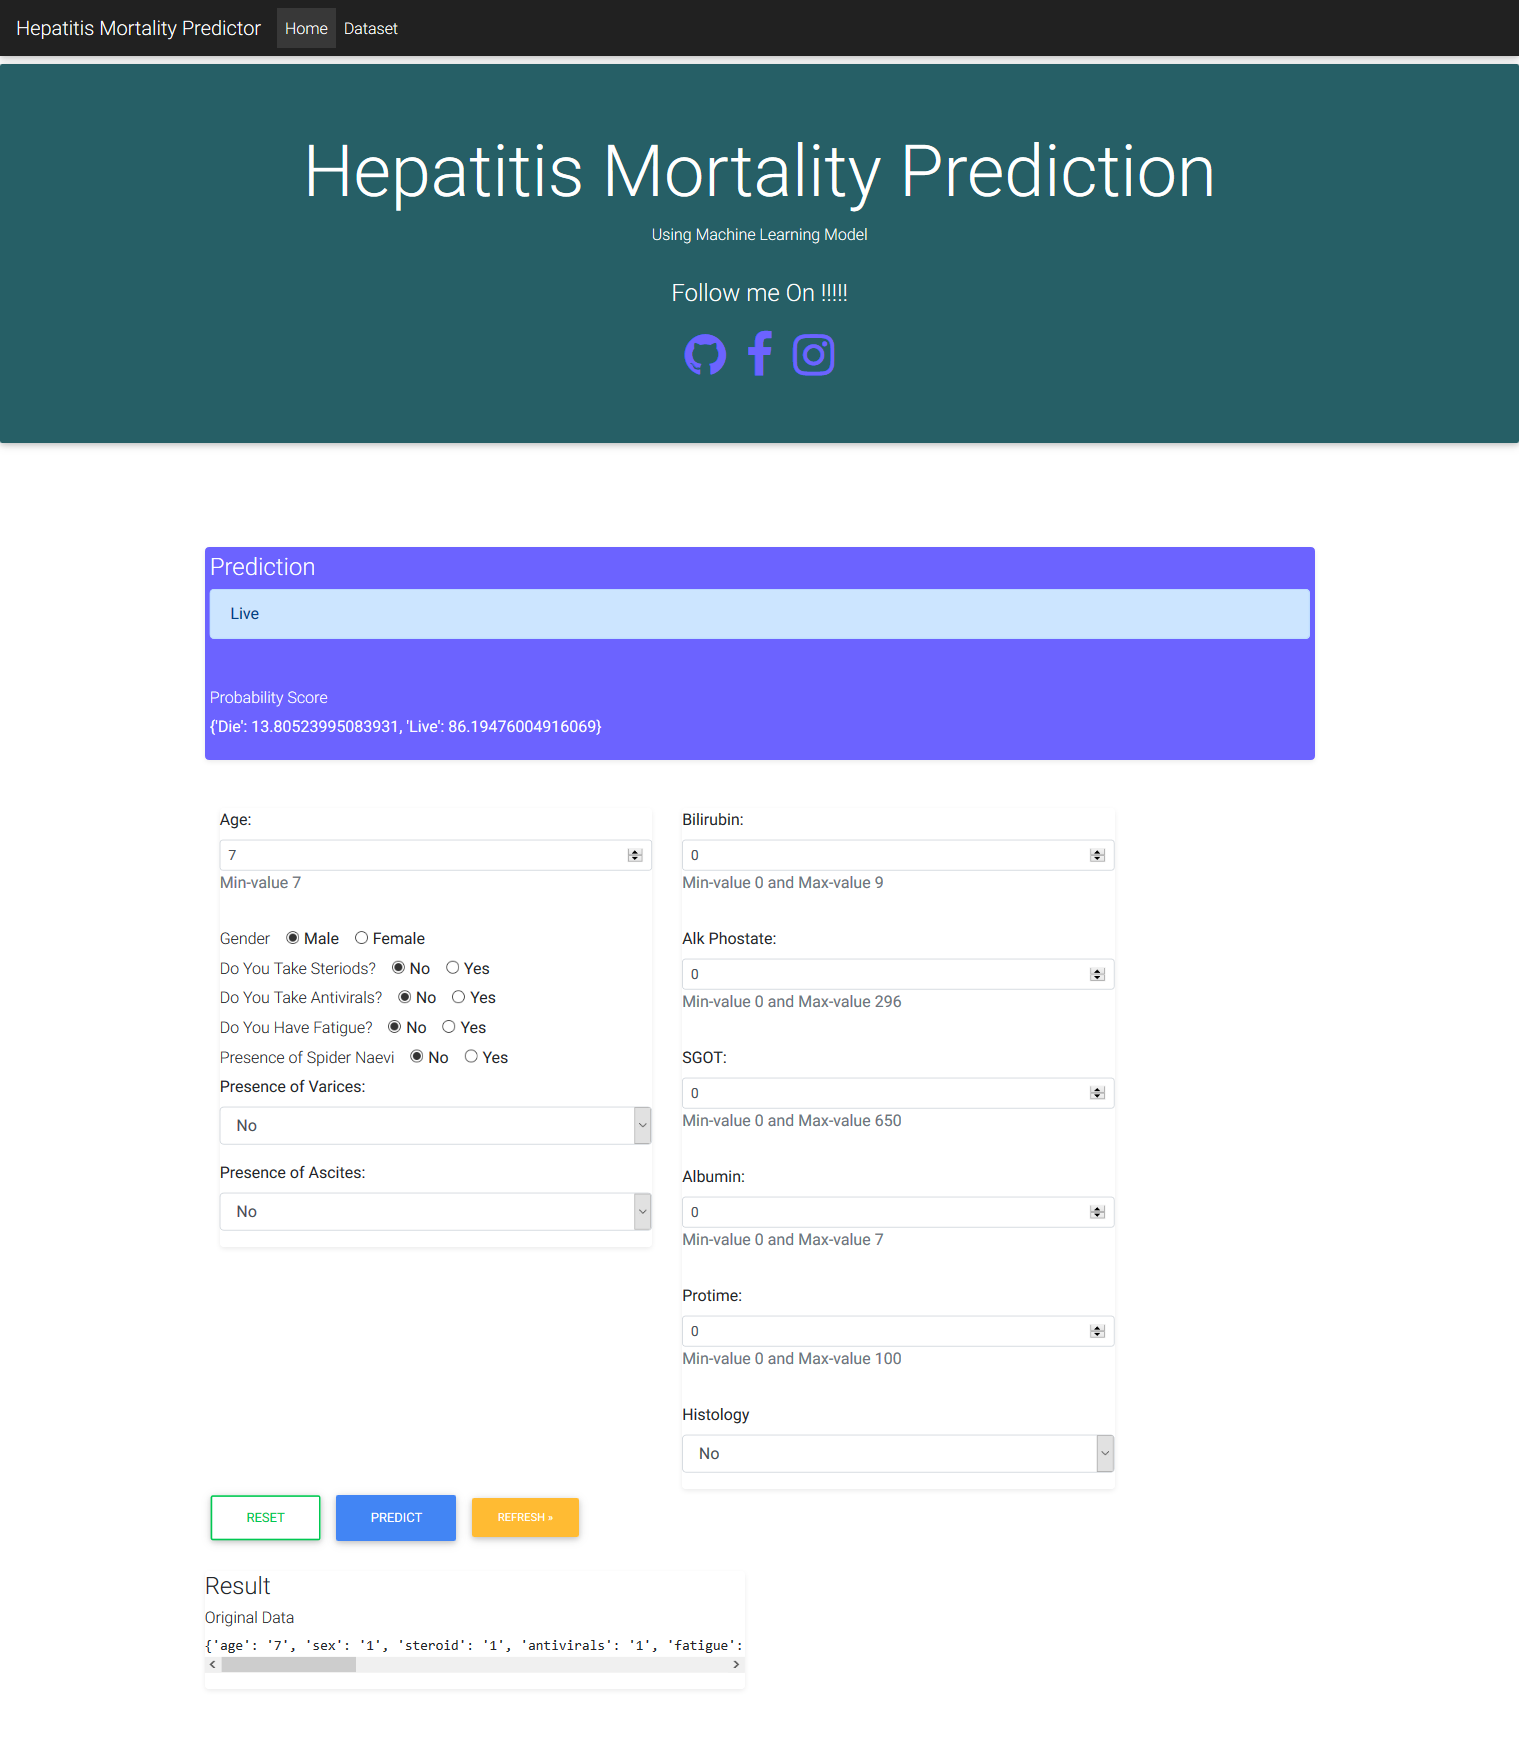 Hepatitis Mortality Predictor Home Dataset
Hepatitis Mortality Prediction
Using Machine Learning Model
Follow me On !!!!!
Prediction
Live
Probability Score
{'Die': 13.80523995083931, 'Live': 86.19476004916069}
Age:
7
Min-value 7
Gender Male Female
Do You Take Steriods? No Yes
Do You Take Antivirals? No Yes
Do You Have Fatigue? No Yes
Presence of Spider Naevi No Yes
Presence of Varices:
No
Presence of Ascites:
No
Bilirubin:
0
Min-value 0 and Max-value 9
Alk Phostate:
0
Min-value 0 and Max-value 296
SGOT:
0
Min-value 0 and Max-value 650
Albumin:
0
Min-value 0 and Max-value 7
Protime:
0
Min-value 0 and Max-value 100
Histology
No
RESET PREDICT REFRESH »
Result
Original Data
{'age': '7', 'sex': '1', 'steroid': '1', 'antivirals': '1', 'fatigue':